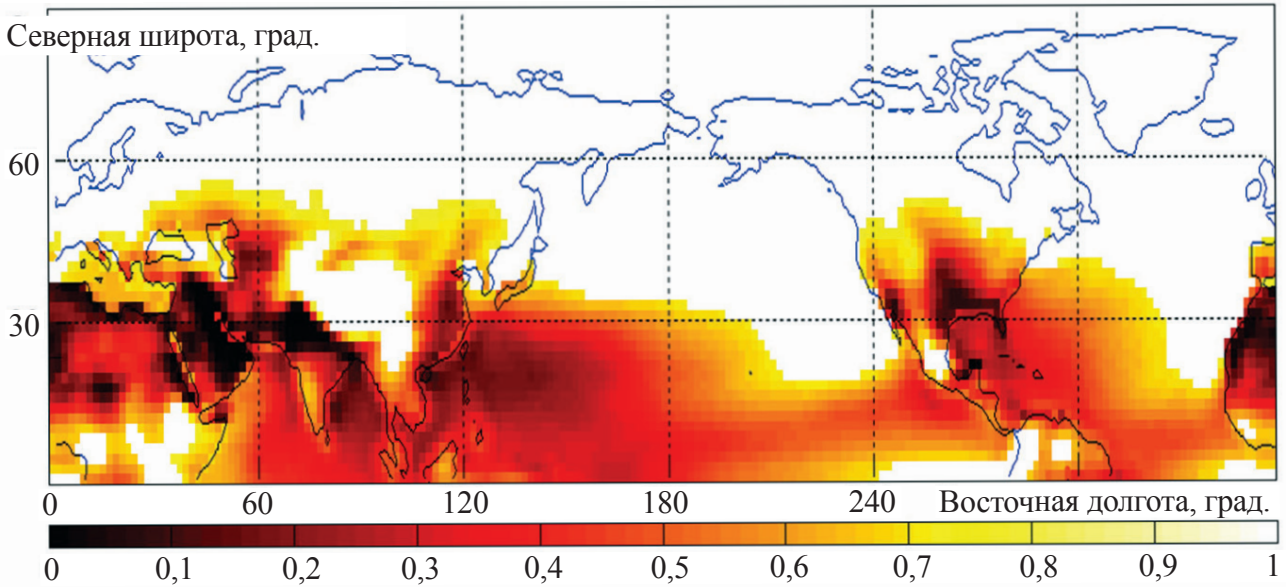 Северная широта, град.
60
30
0 60 120 180 240 Восточная долгота, град.
0 0,1 0,2 0,3 0,4 0,5 0,6 0,7 0,8 0,9 1